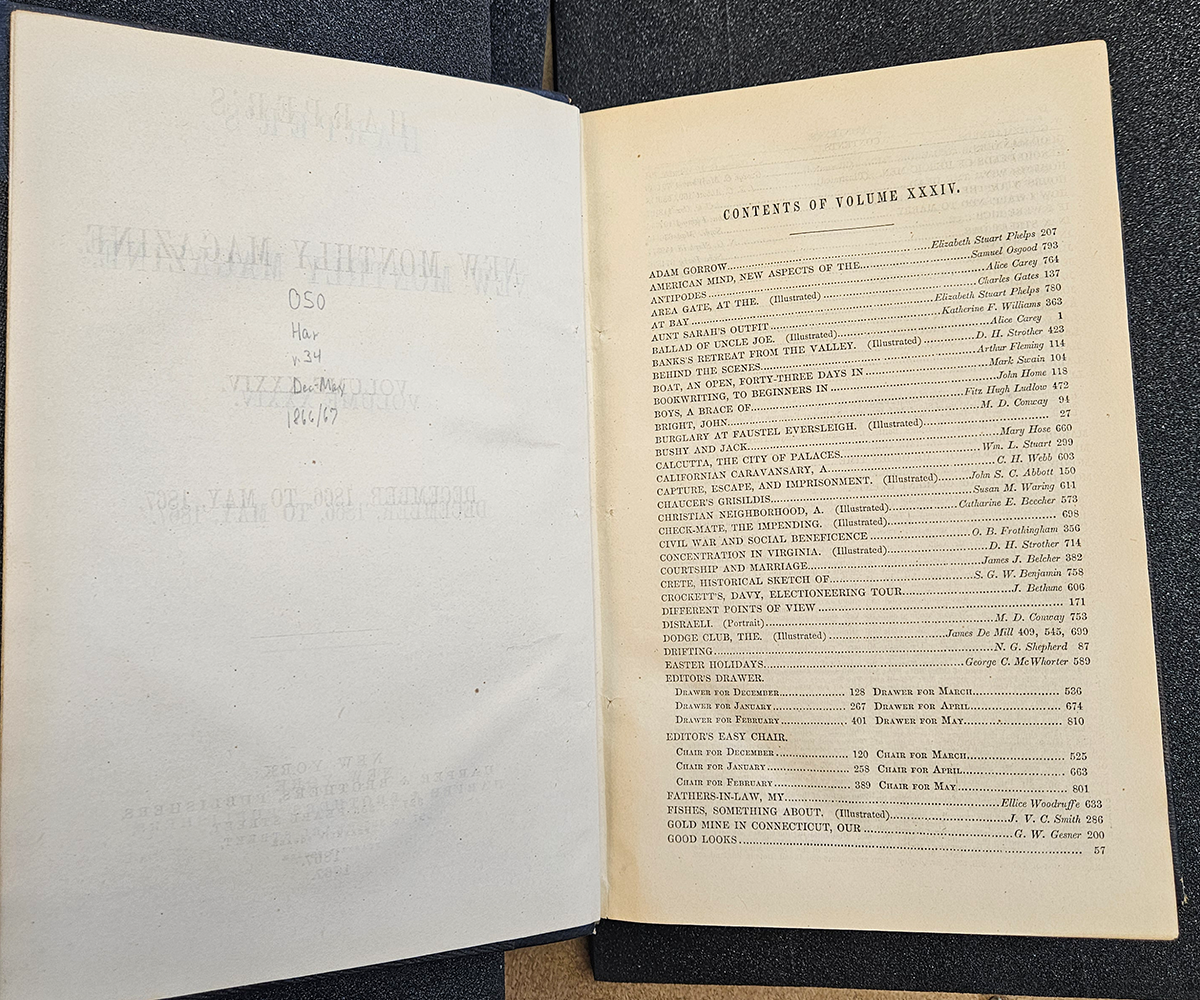 OSO
Har
v.34
Dec-May
1866/67
CONTENTS OF VOLUME XXXIV.
ADAM GORROW........Elizabeth Stuart Phelps 207
AMERICAN MIND, NEW ASPECTS OF THE........Samuel Osgood 793
ANTIPODES........Alice Carey 764
AREA GATE, AT THE. (Illustrated)........Charles Gates 137
AT BAY........Elizabeth Stuart Phelps 780
AUNT SARAH'S OUTFIT........Katherine F. Williams 363
BALLAD OF UNCLE JOE. (Illustrated)........Alice Carey 1
BANKS'S RETREAT FROM THE VALLEY. (Illustrated)........D. H. Strother 423
BEHIND THE SCENES........Arthur Fleming 114
BOAT, AN OPEN, FORTY-THREE DAYS IN........Mark Swain 104
BOOKWRITING, TO BEGINNERS IN........John Home 118
BOYS, A BRACE OF........Fitz Hugh Ludlow 472
BRIGHT, JOHN........M. D. Conway 94
BURGLARY AT FAUSTEL EVERSLEIGH. (Illustrated)........27
BUSHY AND JACK........Mary Hose 660
CALCUTTA, THE CITY OF PALACES........Wm. L. Stuart 299
CALIFORNIAN CARAVANSARY, A........C. H. Webb 603
CAPTURE, ESCAPE, AND IMPRISONMENT. (Illustrated)........John S. C. Abbott 150
CHAUCER'S GRISILDIS........Susan M. Waring 611
CHRISTIAN NEIGHBORHOOD, A. (Illustrated)........Catharine E. Beecher 573
CHECK-MATE, THE IMPENDING. (Illustrated)........698
CIVIL WAR AND SOCIAL BENEFICENCE........O. B. Frothingham 356
CONCENTRATION IN VIRGINIA. (Illustrated)........D. H. Strother 714
COURTSHIP AND MARRIAGE........James J. Belcher 382
CRETE, HISTORICAL SKETCH OF........S. G. W. Benjamin 758
CROCKETT'S, DAVY, ELECTIONEERING TOUR........J. Bethune 606
DIFFERENT POINTS OF VIEW........171
DISRAELI. (Portrait)........M. D. Conway 753
DODGE CLUB, THE. (Illustrated)........James De Mill 409, 545, 699
DRIFTING........N. G. Shepherd 87
EASTER HOLIDAYS........George C. McWhorter 589
EDITOR'S DRAWER.
DRAWER FOR DECEMBER........128 DRAWER FOR MARCH........536
DRAWER FOR JANUARY........267 DRAWER FOR APRIL........674
DRAWER FOR FEBRUARY........401 DRAWER FOR MAY........810
EDITOR'S EASY CHAIR.
CHAIR FOR DECEMBER........120 CHAIR FOR MARCH........525
CHAIR FOR JANUARY........258 CHAIR FOR APRIL........663
CHAIR FOR FEBRUARY........389 CHAIR FOR MAY........801
FATHERS-IN-LAW, MY........Ellice Woodruffe 633
FISHES, SOMETHING ABOUT. (Illustrated)........J. V. C. Smith 286
GOLD MINE IN CONNECTICUT, OUR........G. W. Gesner 200
GOOD LOOKS........57